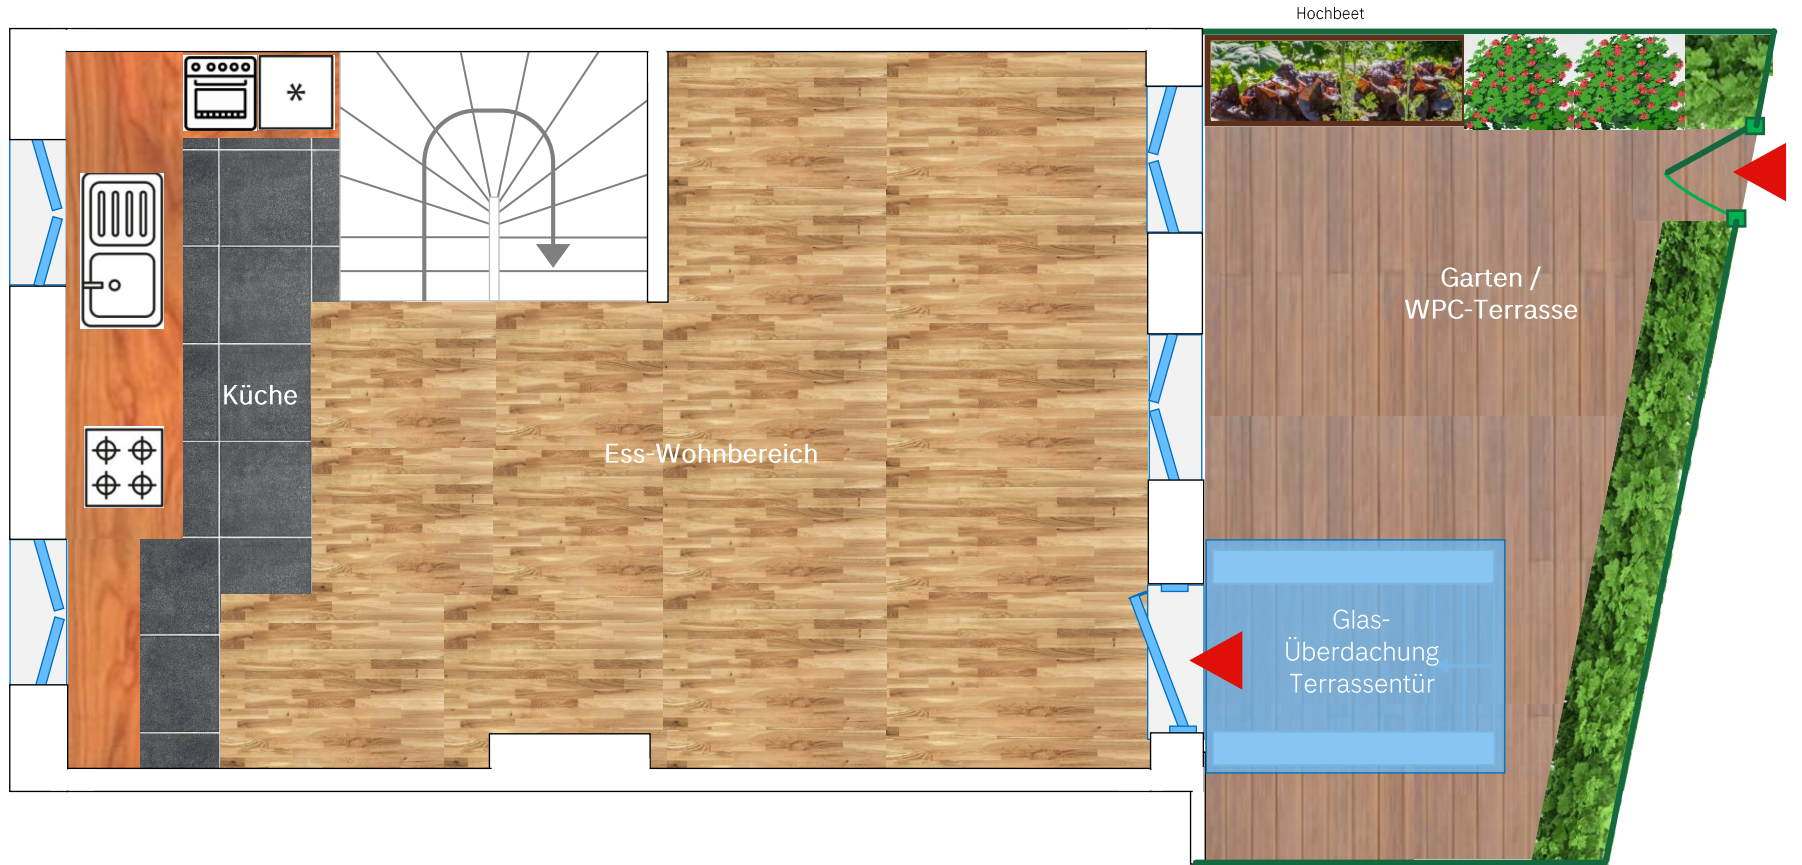 Hochbeet
*
Garten /
WPC-Terrasse
Küche
Ess-Wohnbereich
Glas-
Überdachung
Terrassentür